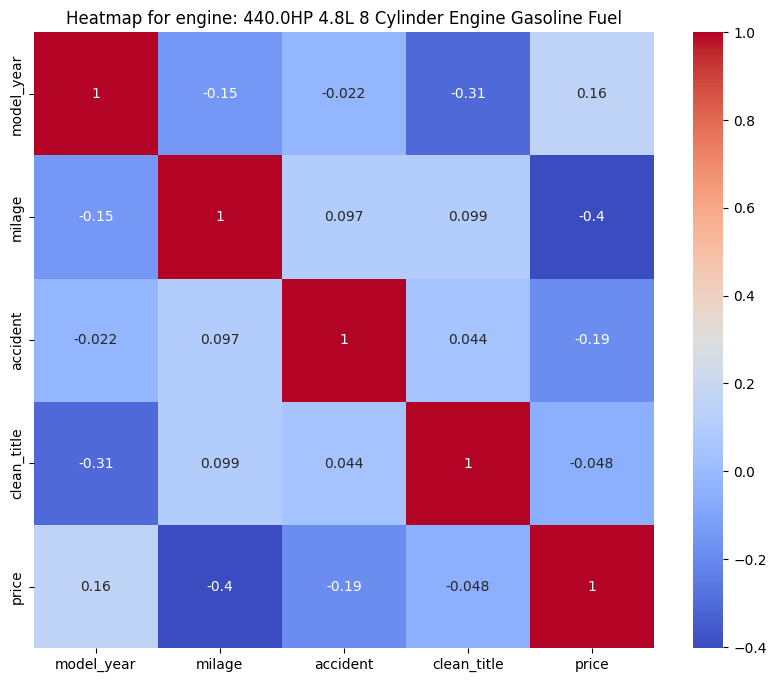 Heatmap for engine: 440.0HP 4.8L 8 Cylinder Engine Gasoline Fuel
model_year 1 -0.15 -0.022 -0.31 0.16
milage -0.15 1 0.097 0.099 -0.4
accident -0.022 0.097 1 0.044 -0.19
clean_title -0.31 0.099 0.044 1 -0.048
price 0.16 -0.4 -0.19 -0.048 1
model_year milage accident clean_title price
1.0
0.8
0.6
0.4
0.2
0.0
−0.2
−0.4